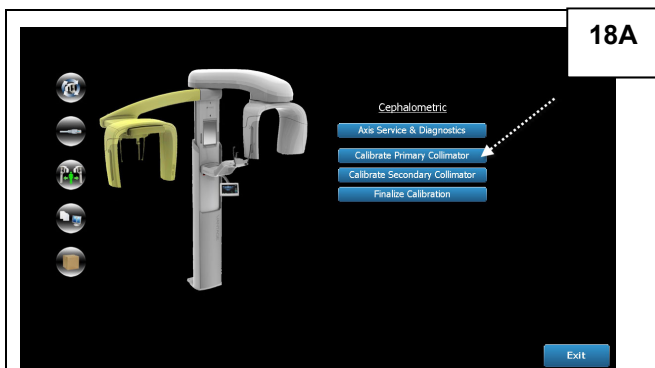 18A
Cephalometric
Axis Service & Diagnostics
Calibrate Primary Collimator
Calibrate Secondary Collimator
Finalize Calibration
Exit